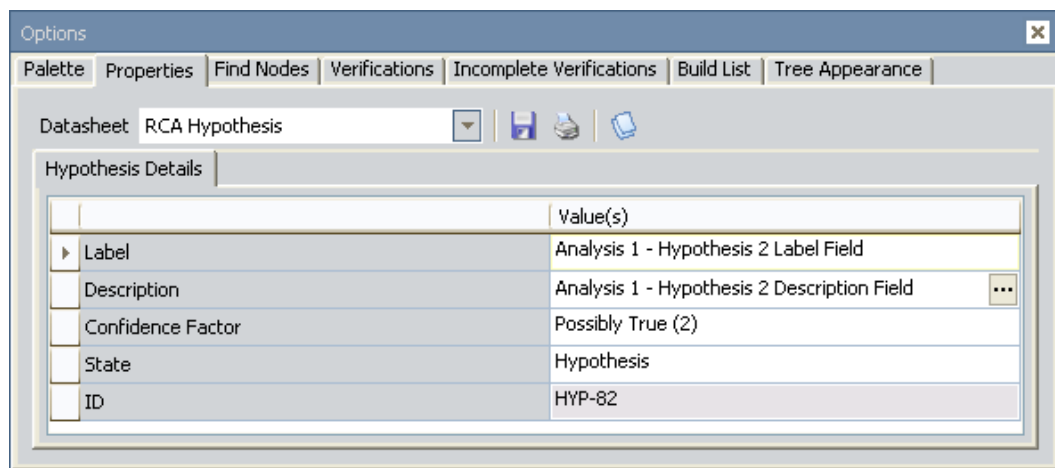 Options
Palette Properties Find Nodes Verifications Incomplete Verifications Build List Tree Appearance
Datasheet RCA Hypothesis
Hypothesis Details
Value(s)
Label Analysis 1 - Hypothesis 2 Label Field
Description Analysis 1 - Hypothesis 2 Description Field ...
Confidence Factor Possibly True (2)
State Hypothesis
ID HYP-82